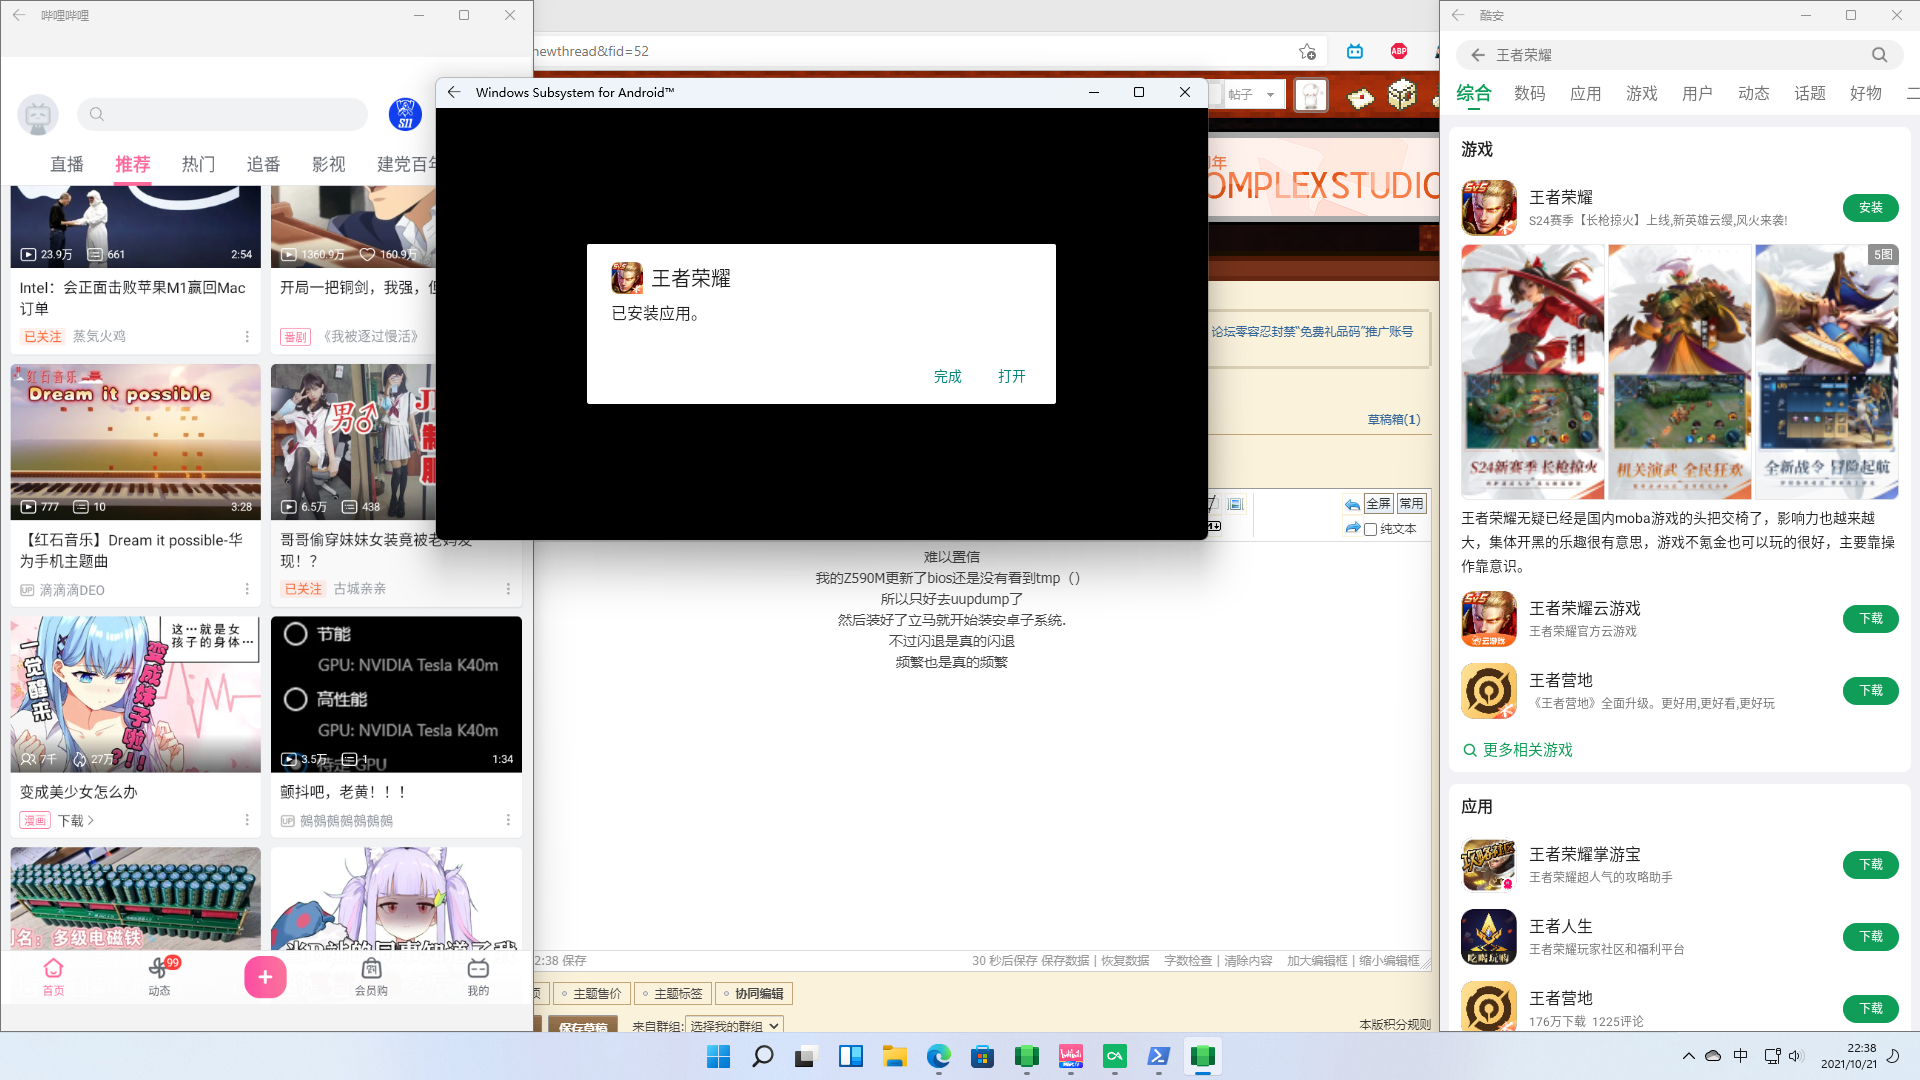 哔哩哔哩
直播
推荐
热门
追番
影视
建党百年
23.9万
661
2:54
1360.9万
160.9万
Intel：会正面击败苹果M1赢回Mac
订单
已关注
蒸气火鸡
开局一把铜剑，我强，但
番剧
《我被逐过慢活》
红石音乐
Dream it possible
777
10
3:28
男♂
6.5万
438
【红石音乐】Dream it possible-华
为手机主题曲
UP
滴滴滴DEO
哥哥偷穿妹妹女装竟被老妈发
现！？
已关注
古城亲亲
这…就是女
孩子的身体…
一觉醒来
变成妹子啦!?!
7千
27万
节能
GPU: NVIDIA Tesla K40m
高性能
GPU: NVIDIA Tesla K40m
3.5万
1
1:34
变成美少女怎么办
漫画
下载
颤抖吧，老黄！！！
UP
多级电磁铁
首页
99
动态
会员购
我的
newthread&fid=52
ABP
帖子
OMPLEXSTUDIO
论坛零容忍封禁“免费礼品码”推广账号
草稿箱(1)
全屏
常用
纯文本
Windows Subsystem for Android™
王者荣耀
已安装应用。
完成
打开
难以置信
我的Z590M更新了bios还是没有看到tmp（）
所以只好去uupdump了
然后装好了立马就开始装安卓子系统.
不过闪退是真的闪退
频繁也是真的频繁
2:38 保存
30 秒后保存 保存数据 | 恢复数据
字数检查 | 清除内容
加大编辑框 | 缩小编辑框
主题售价
主题标签
协同编辑
保存草稿
来自群组:
选择我的群组
本版积分规则
酷安
王者荣耀
综合
数码
应用
游戏
用户
动态
话题
好物
二
游戏
王者荣耀
S24赛季【长枪掠火】上线,新英雄云缨,风火来袭!
安装
5图
S24新赛季 长枪掠火
机关演武 全民狂欢
全新战令 冒险起航
王者荣耀无疑已经是国内moba游戏的头把交椅了，影响力也越来越
大，集体开黑的乐趣很有意思，游戏不氪金也可以玩的很好，主要靠操
作靠意识。
王者荣耀云游戏
王者荣耀官方云游戏
下载
王者营地
《王者营地》全面升级。更好用,更好看,更好玩
下载
更多相关游戏
应用
王者荣耀掌游宝
王者荣耀超人气的攻略助手
下载
王者人生
王者荣耀玩家社区和福利平台
下载
王者营地
176万下载 1225评论
下载
中
22:38
2021/10/21